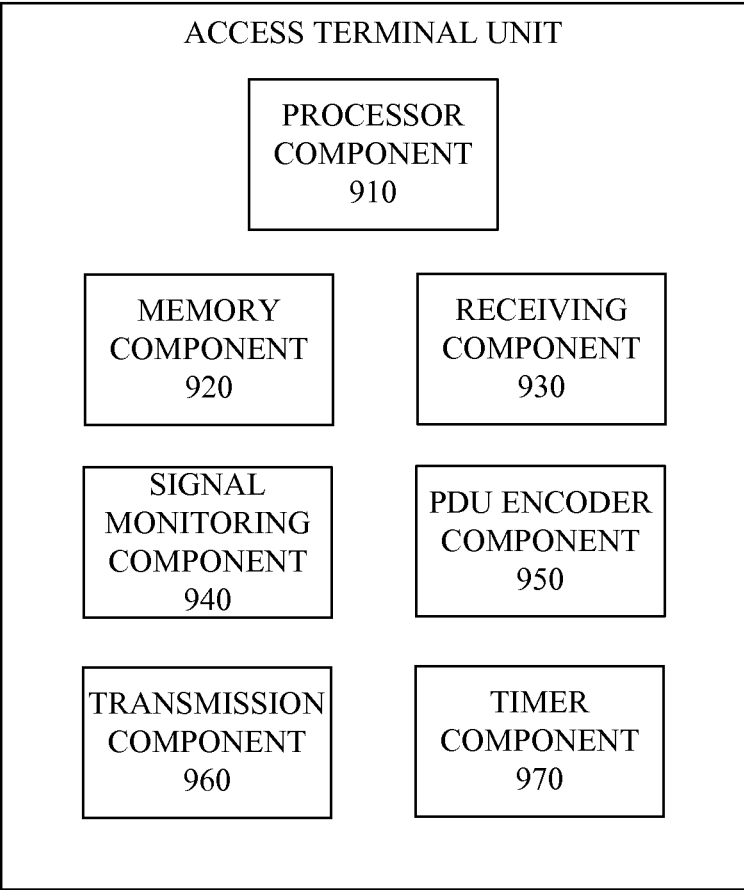 ACCESS TERMINAL UNIT
PROCESSOR
COMPONENT
910
MEMORY
COMPONENT
920
RECEIVING
COMPONENT
930
SIGNAL
MONITORING
COMPONENT
940
PDU ENCODER
COMPONENT
950
TRANSMISSION
COMPONENT
960
TIMER
COMPONENT
970